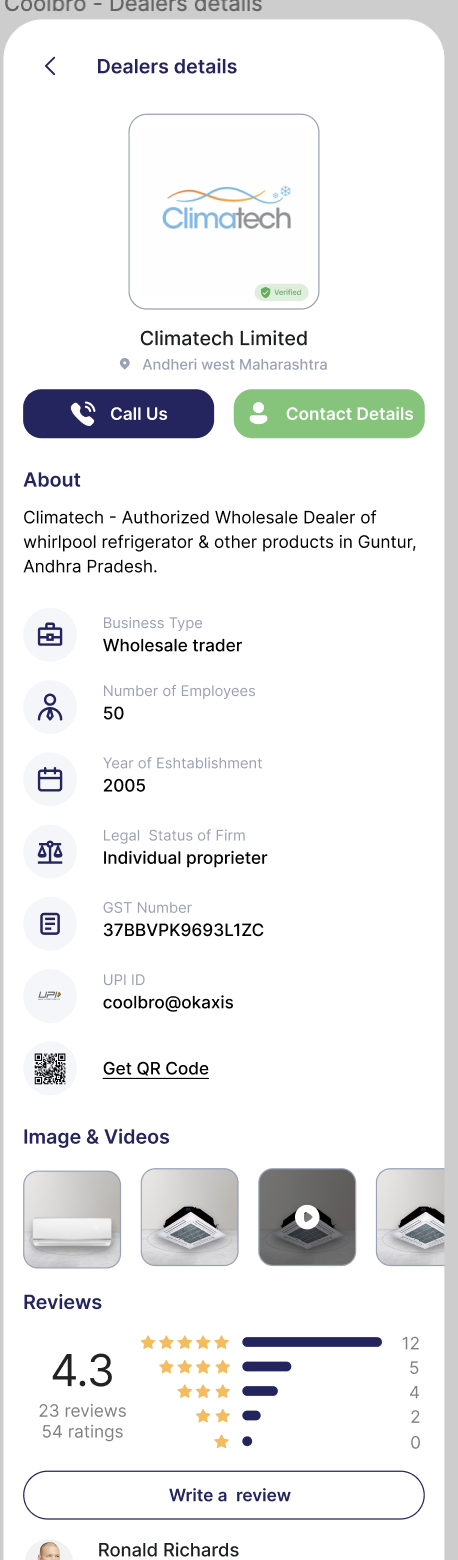 Coolbro - Dealers details
Dealers details
Climatech
Verified
Climatech Limited
Andheri west Maharashtra
Call Us
Contact Details
About
Climatech - Authorized Wholesale Dealer of
whirlpool refrigerator & other products in Guntur,
Andhra Pradesh.
Business Type
Wholesale trader
Number of Employees
50
Year of Eshtablishment
2005
Legal  Status of Firm
Individual proprieter
GST Number
37BBVPK9693L1ZC
UPI
UPI ID
coolbro@okaxis
Get QR Code
Image & Videos
Reviews
4.3
23 reviews
54 ratings
12
5
4
2
0
Write a  review
Ronald Richards